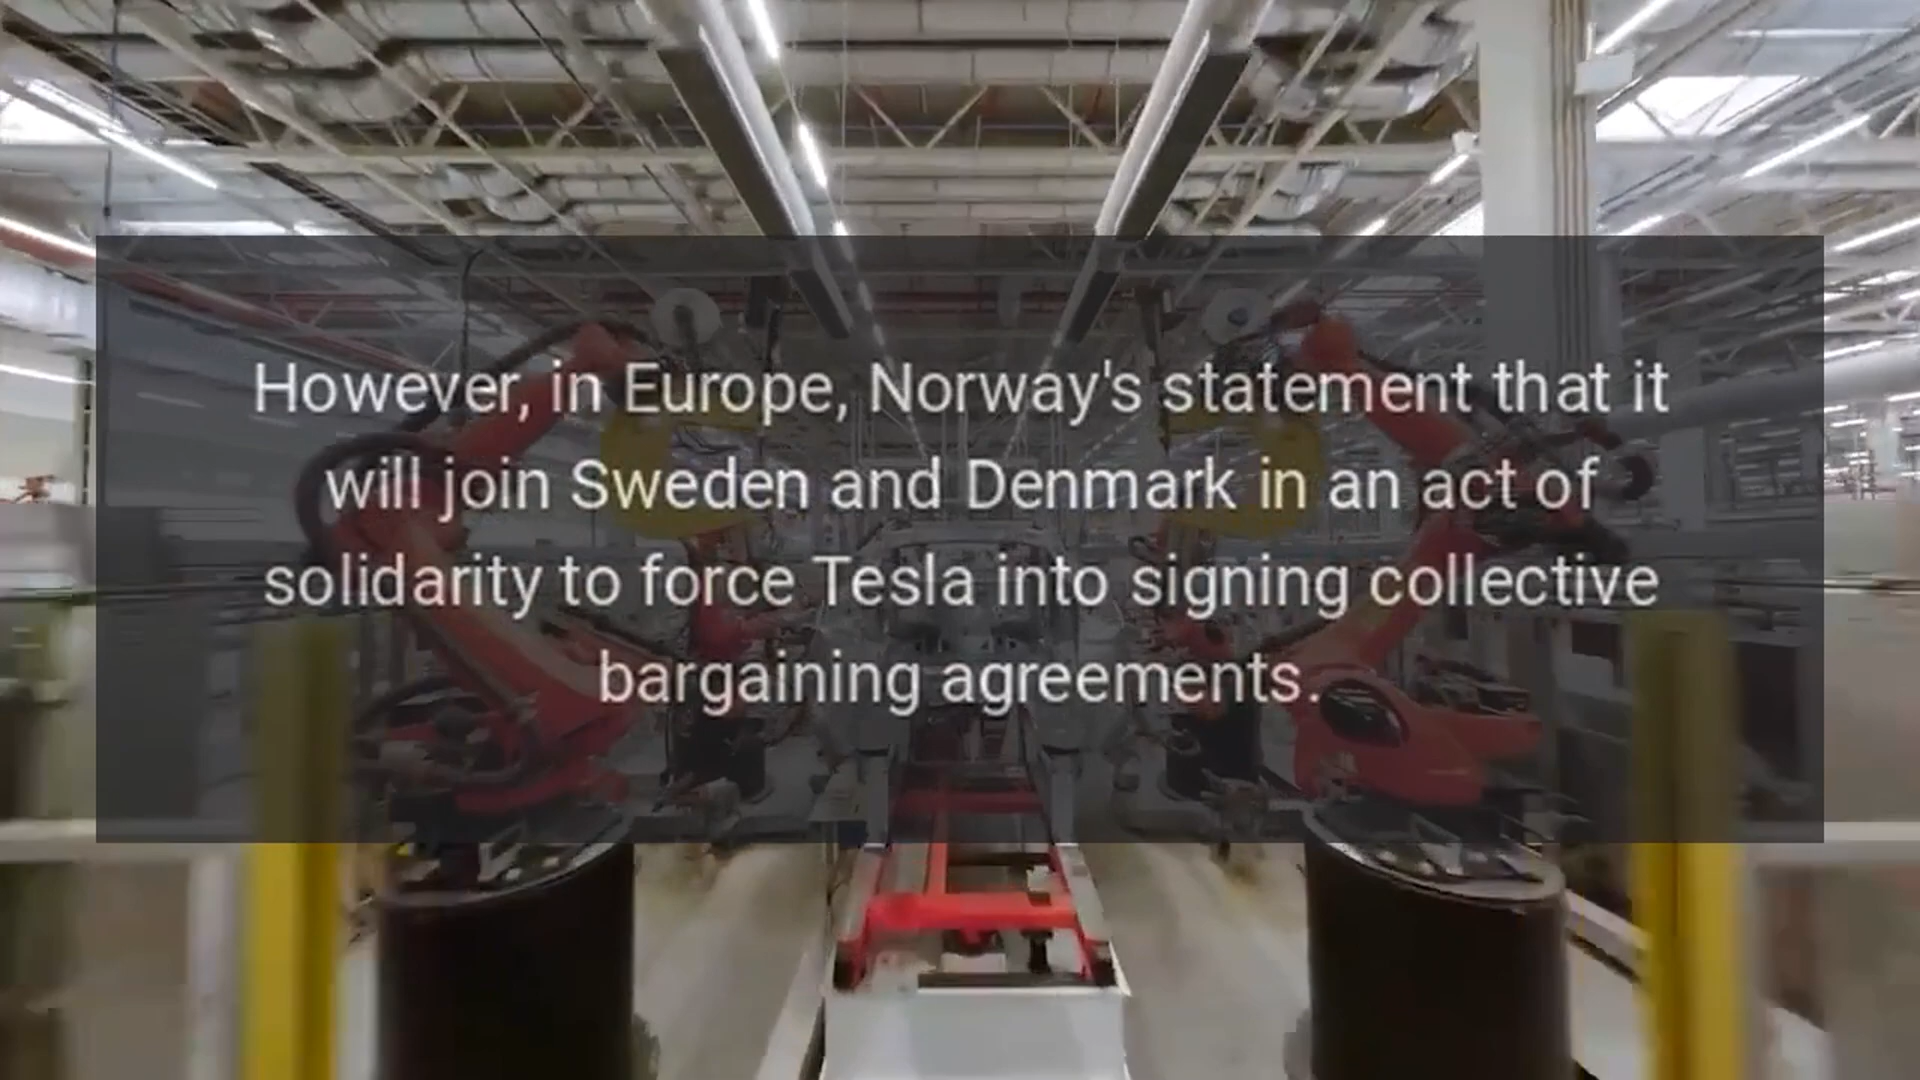 However, in Europe, Norway's statement that it
will join Sweden and Denmark in an act of
solidarity to force Tesla into signing collective
bargaining agreements.